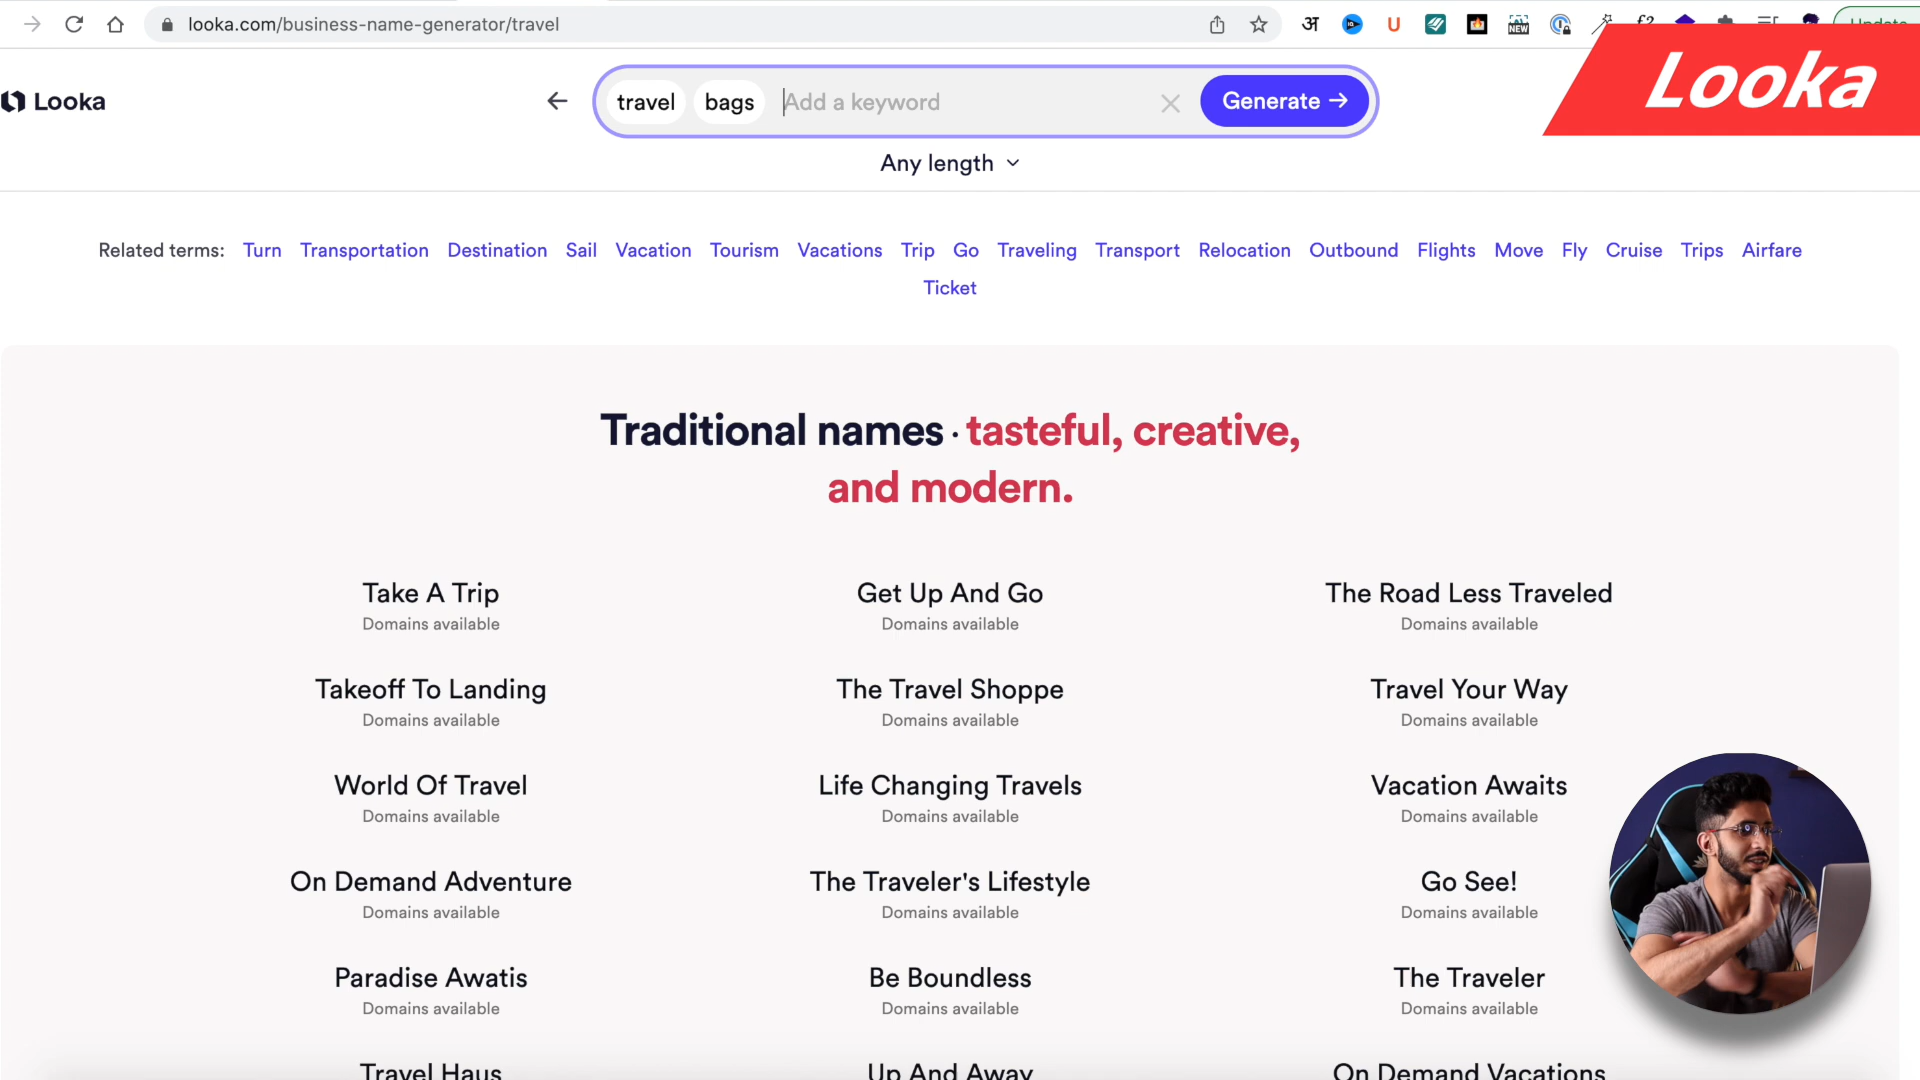 looka.com/business-name-generator/travel
अ
U
NEW
f?
Update
Looka
travel bags Add a keyword
Generate →
Looka
Any length
Related terms: Turn Transportation Destination Sail Vacation Tourism Vacations Trip Go Traveling Transport Relocation Outbound Flights Move Fly Cruise Trips Airfare
Ticket
Traditional names · tasteful, creative,
and modern.
Take A Trip Get Up And Go The Road Less Traveled
Domains available Domains available Domains available
Takeoff To Landing The Travel Shoppe Travel Your Way
Domains available Domains available Domains available
World Of Travel Life Changing Travels Vacation Awaits
Domains available Domains available Domains available
On Demand Adventure The Traveler's Lifestyle Go See!
Domains available Domains available Domains available
Paradise Awatis Be Boundless The Traveler
Domains available Domains available Domains available
Travel Haus Up And Away On Demand Vacations